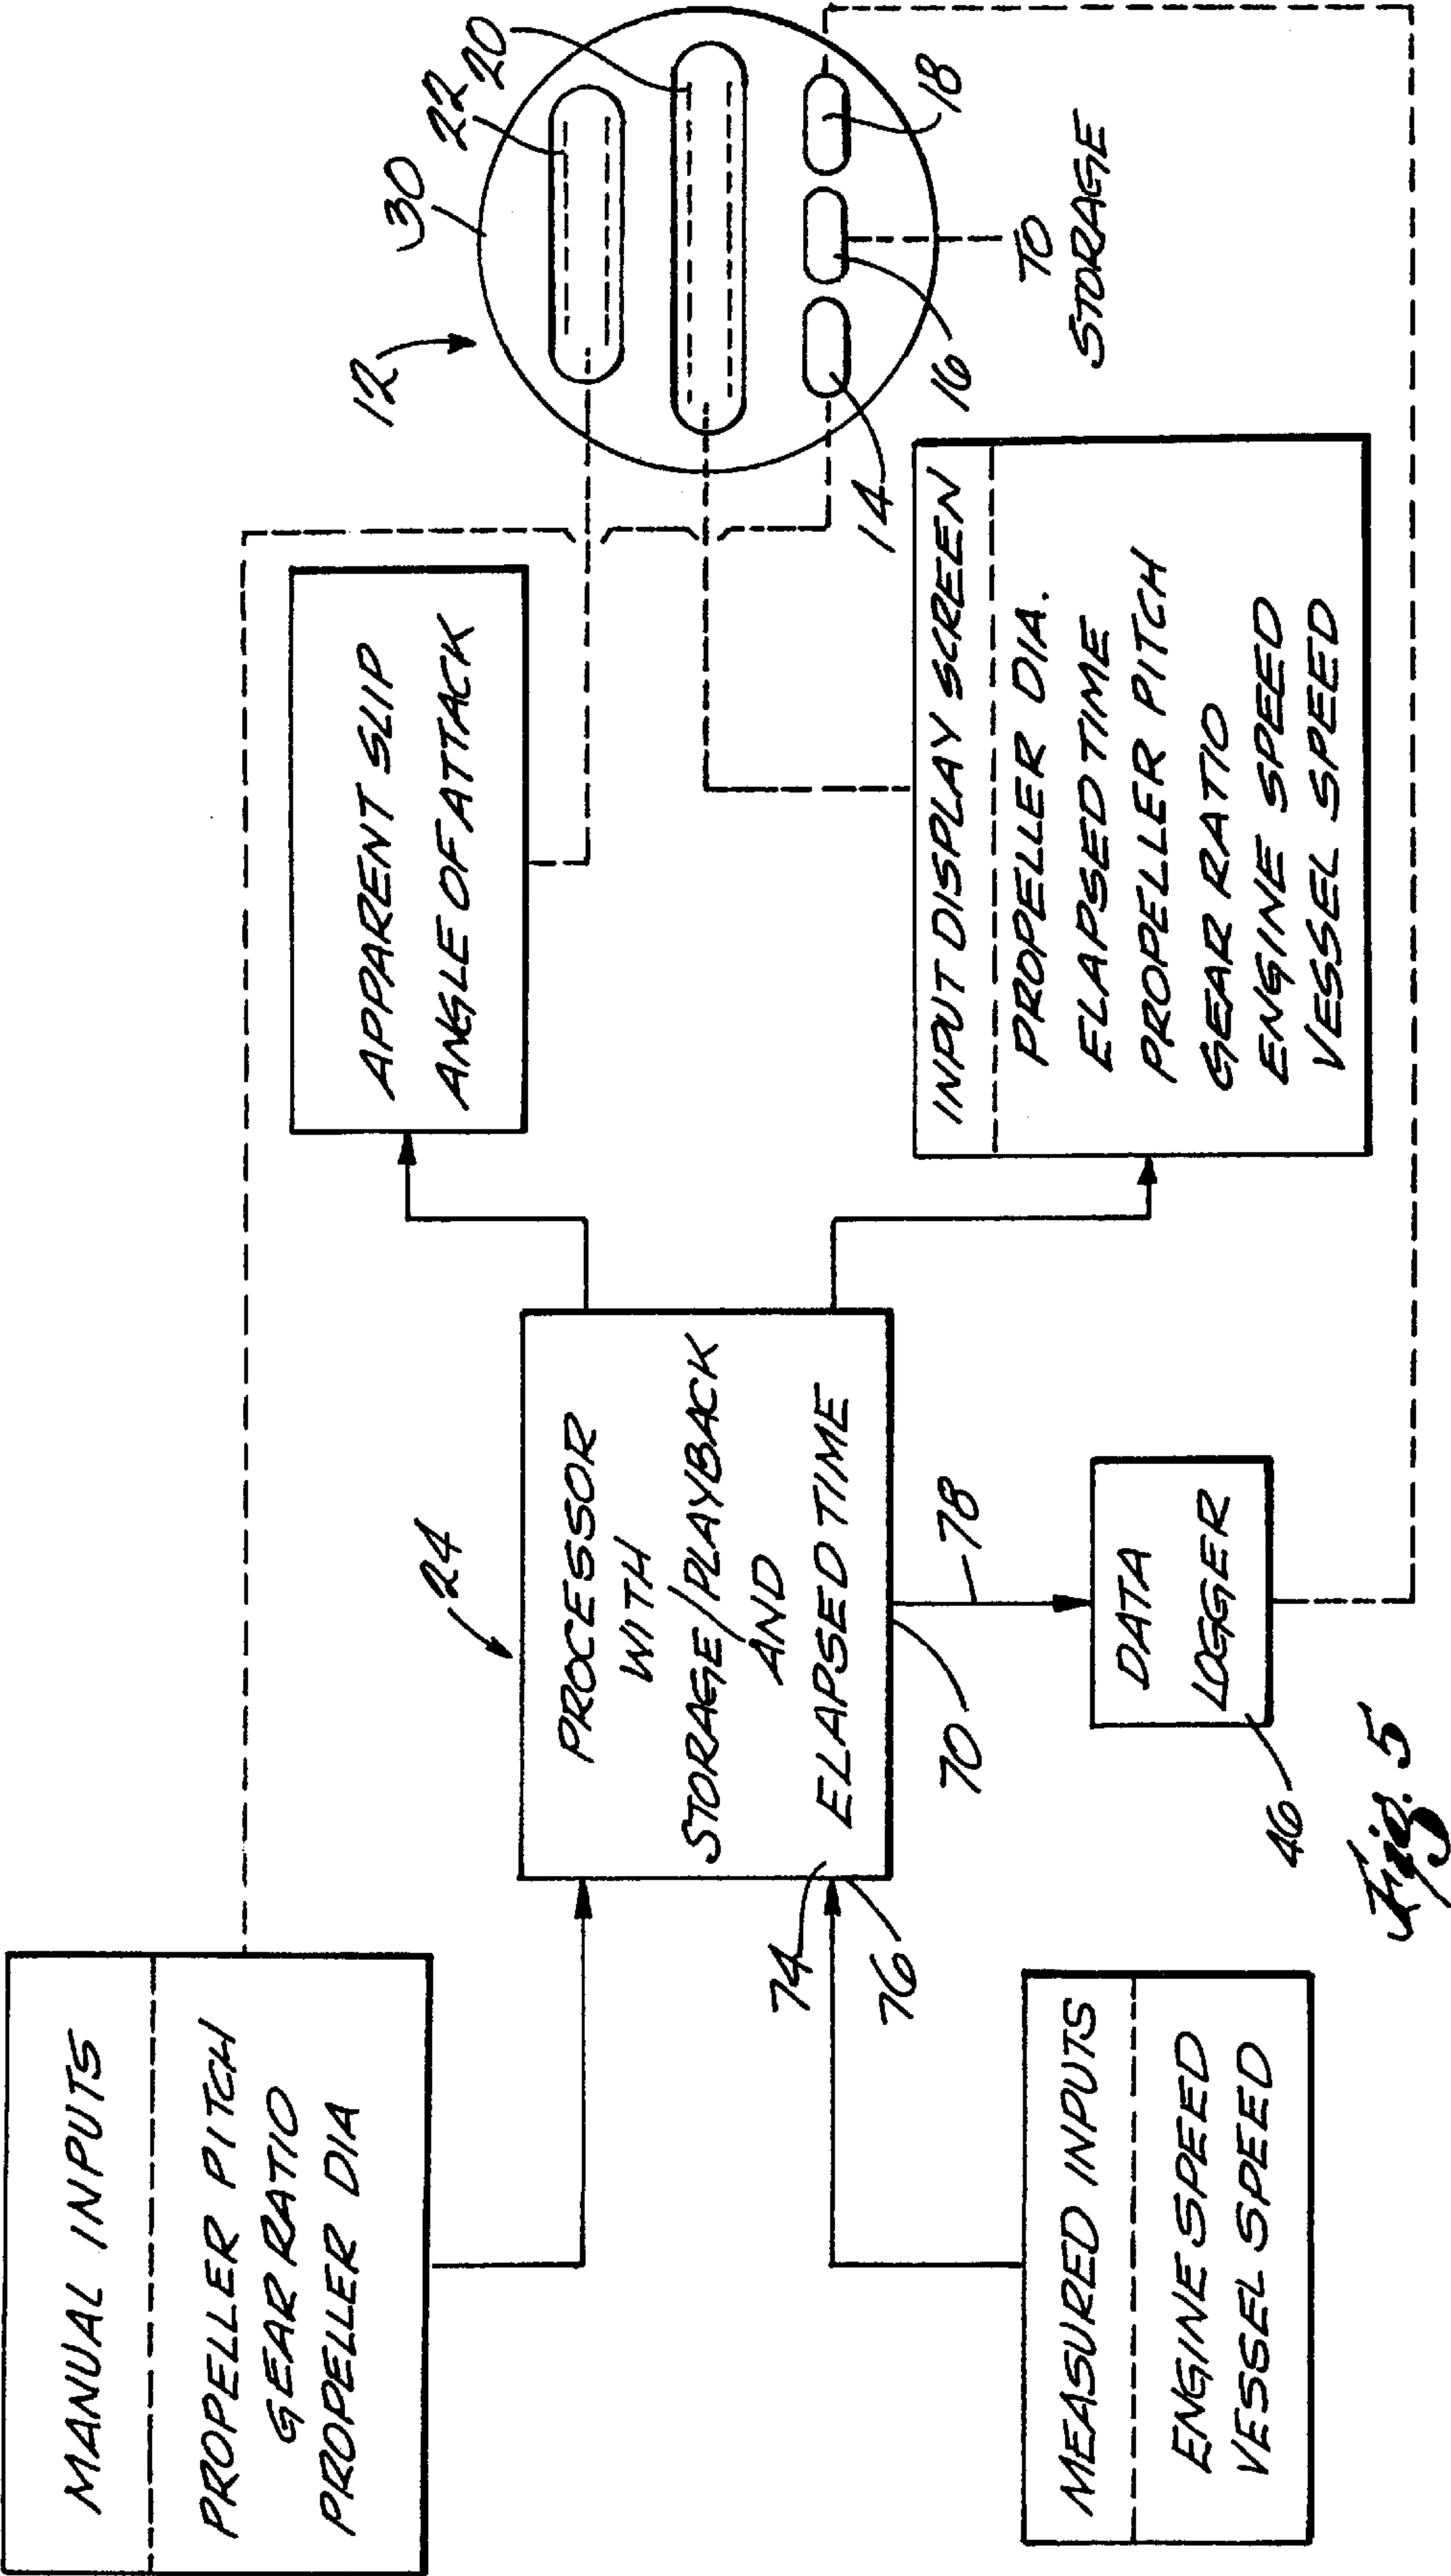 MANUAL INPUTS
PROPELLER PITCH
GEAR RATIO
PROPELLER DIA
MEASURED INPUTS
ENGINE SPEED
VESSEL SPEED
24
PROCESSOR
WITH
STORAGE/PLAYBACK
AND
ELAPSED TIME
74
76
70
78
DATA
LOGGER
46
APPARENT SLIP
ANGLE OF ATTACK
INPUT DISPLAY SCREEN
PROPELLER DIA.
ELAPSED TIME
PROPELLER PITCH
GEAR RATIO
ENGINE SPEED
VESSEL SPEED
12
30
22
20
14
16
18
TO
STORAGE
Fig. 5